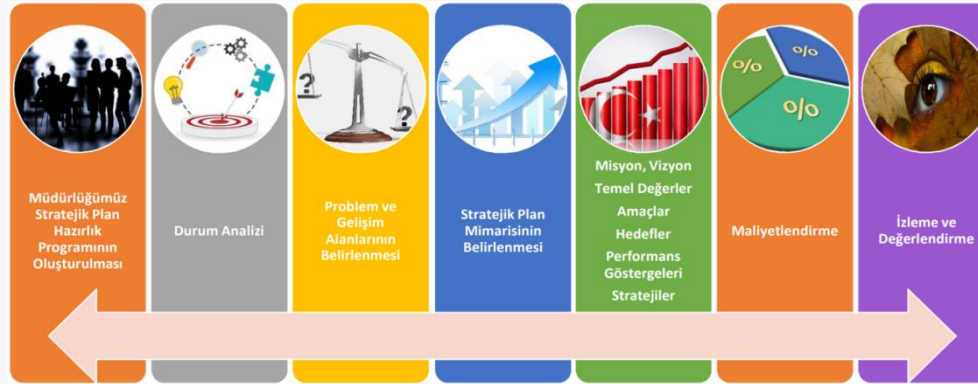 Müdürlüğümüz
Stratejik Plan
Hazırlık
Programının
Oluşturulması
Durum Analizi
Problem ve
Gelişim
Alanlarının
Belirlenmesi
Stratejik Plan
Mimarisinin
Belirlenmesi
Misyon, Vizyon
Temel Değerler
Amaçlar
Hedefler
Performans
Göstergeleri
Stratejiler
%
%
%
Maliyetlendirme
İzleme ve
Değerlendirme
?
?